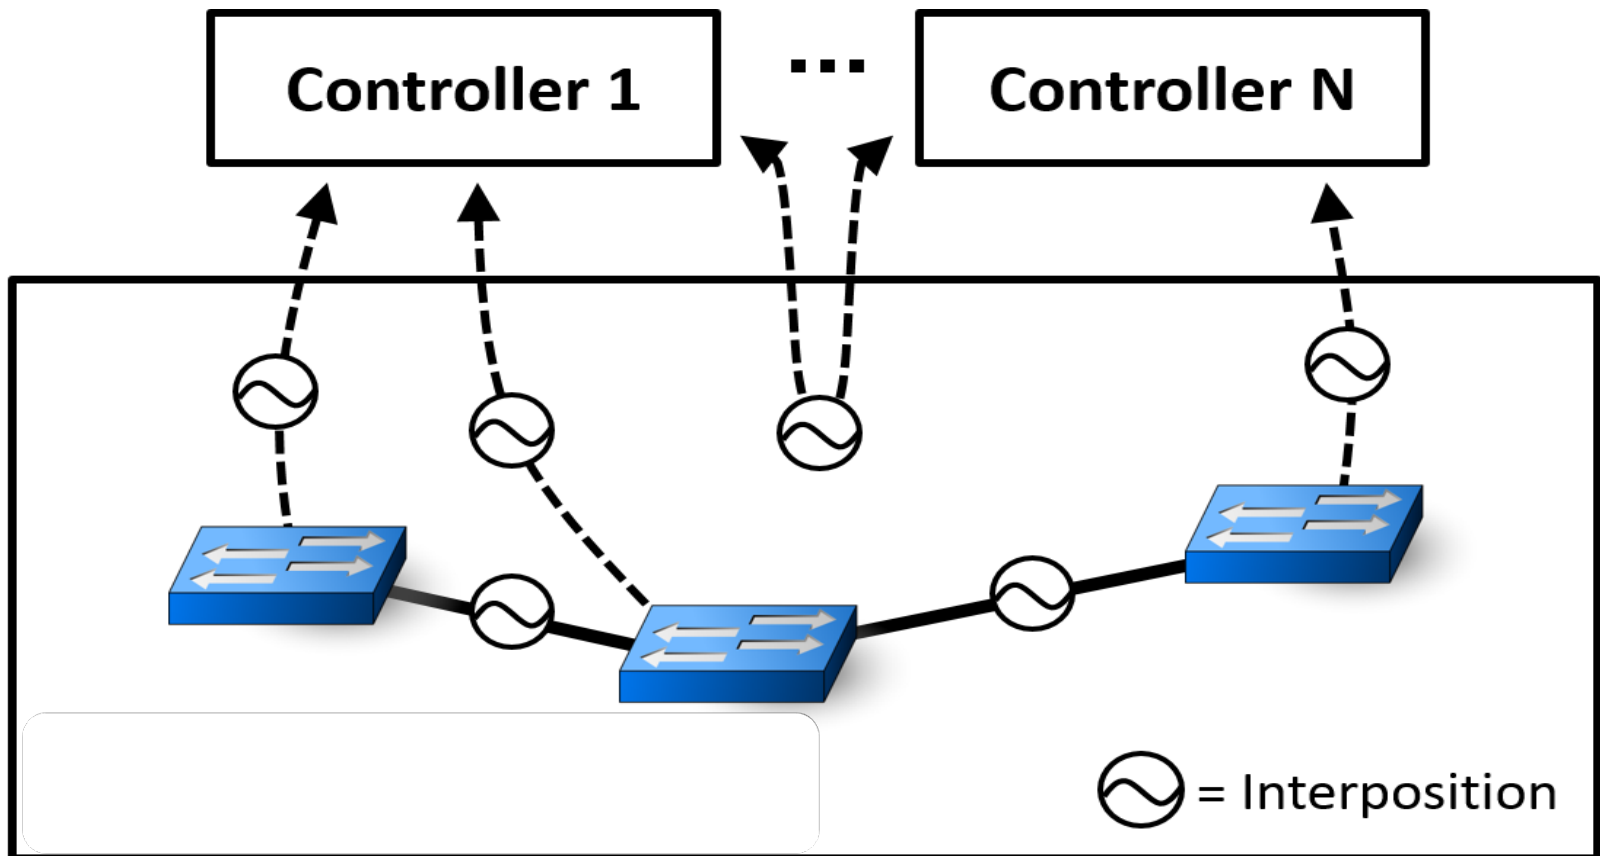 Controller 1
...
Controller N
= Interposition